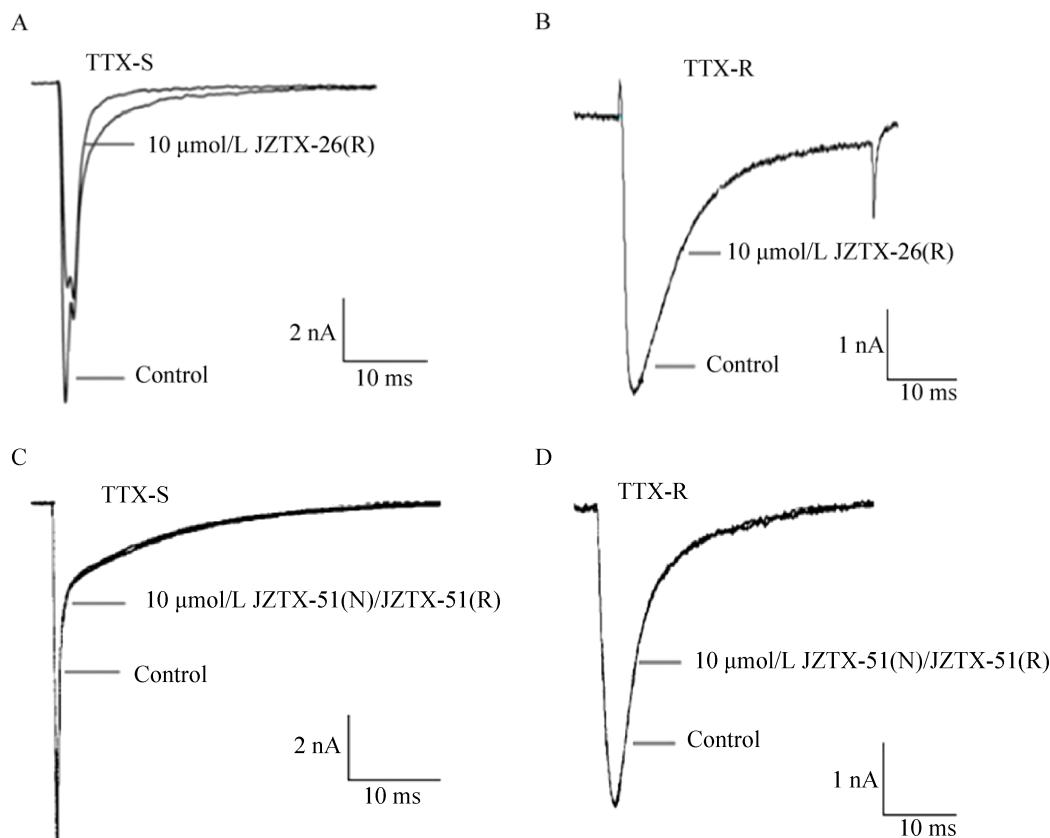 A
TTX-S
10 μmol/L JZTX-26(R)
2 nA
10 ms
Control
B
TTX-R
10 μmol/L JZTX-26(R)
1 nA
10 ms
Control
C
TTX-S
10 μmol/L JZTX-51(N)/JZTX-51(R)
Control
2 nA
10 ms
D
TTX-R
10 μmol/L JZTX-51(N)/JZTX-51(R)
Control
1 nA
10 ms